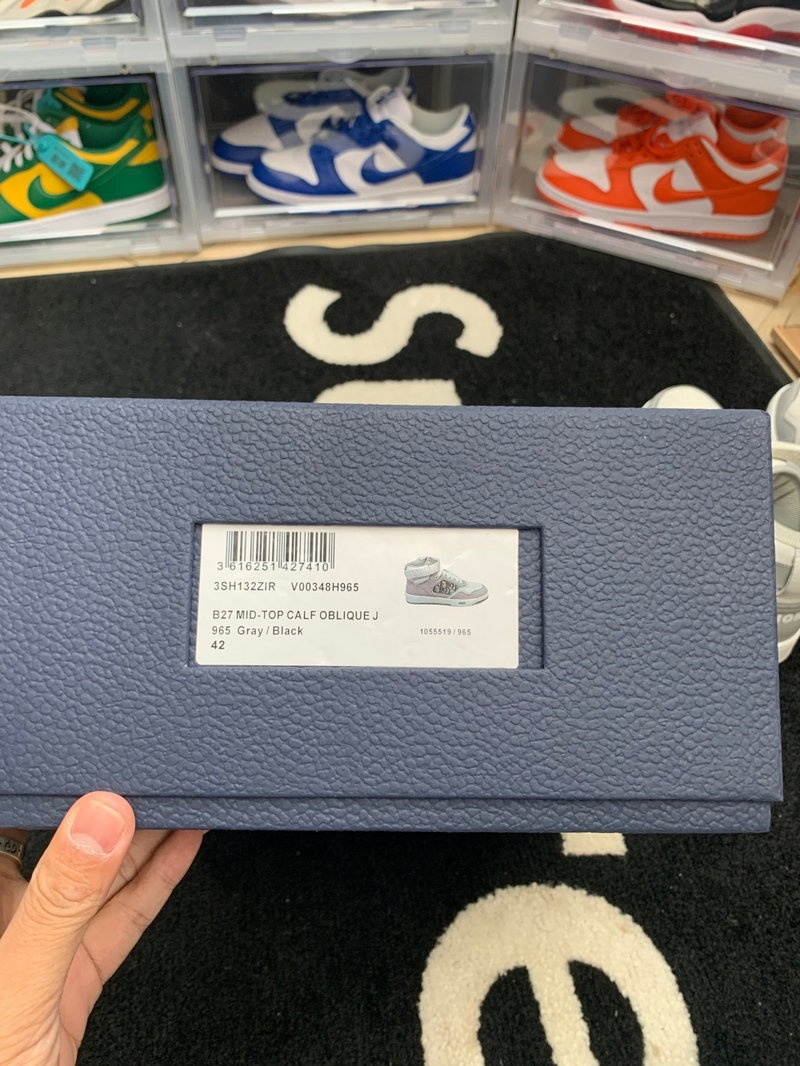 3 616251 427410
3SH132ZIR V00348H965
B27 MID-TOP CALF OBLIQUE J
965 Gray / Black
42
1055519 / 965